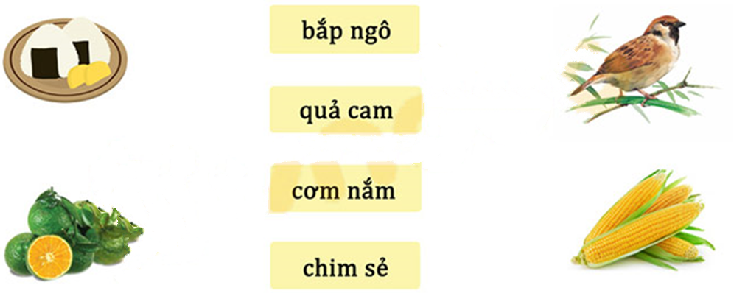 bắp ngô
quả cam
cơm nắm
chim sẻ